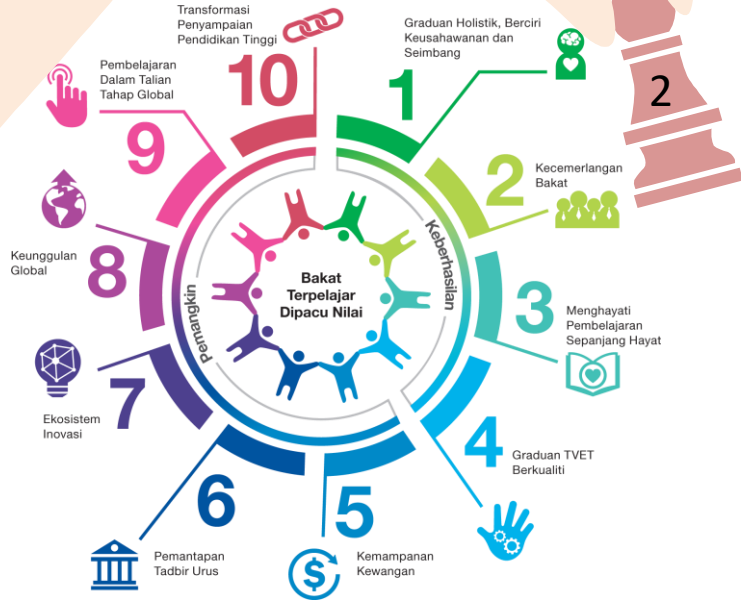 1
Graduan Holistik, Berciri
Keusahawanan dan
Seimbang
2
2
Kecemerlangan
Bakat
3
Menghayati
Pembelajaran
Sepanjang Hayat
4
Graduan TVET
Berkualiti
5
Kemampanan
Kewangan
$
6
Pemantapan
Tadbir Urus
7
Ekosistem
Inovasi
8
Keunggulan
Global
9
Pembelajaran
Dalam Talian
Tahap Global
10
Transformasi
Penyampaian
Pendidikan Tinggi
Keberhasilan
Pemangkin
Bakat
Terpelajar
Dipacu Nilai